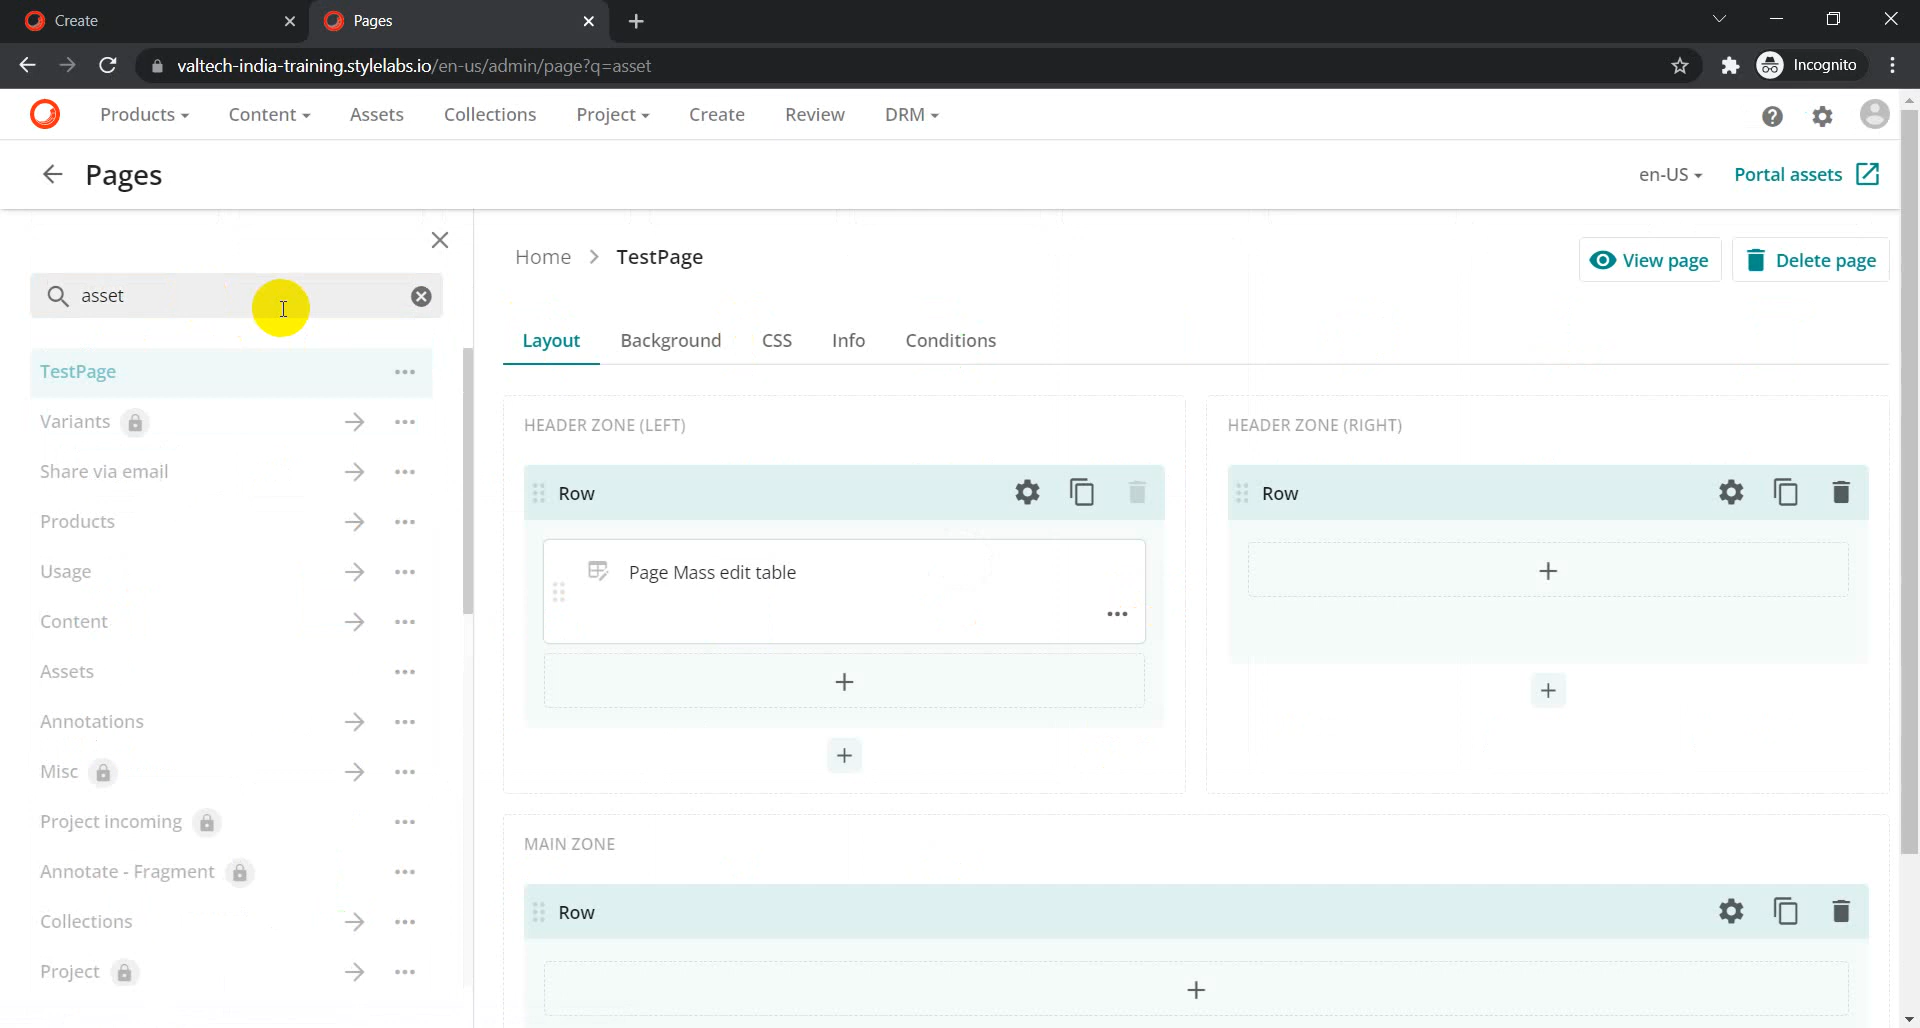 Create
Pages
valtech-india-training.stylelabs.io/en-us/admin/page?q=asset
Incognito
Products
Content
Assets
Collections
Project
Create
Review
DRM
Pages
en-US
Portal assets
asset
TestPage
Variants
Share via email
Products
Usage
Content
Assets
Annotations
Misc
Project incoming
Annotate - Fragment
Collections
Project
Home > TestPage
View page
Delete page
Layout
Background
CSS
Info
Conditions
HEADER ZONE (LEFT)
Row
Page Mass edit table
HEADER ZONE (RIGHT)
Row
MAIN ZONE
Row